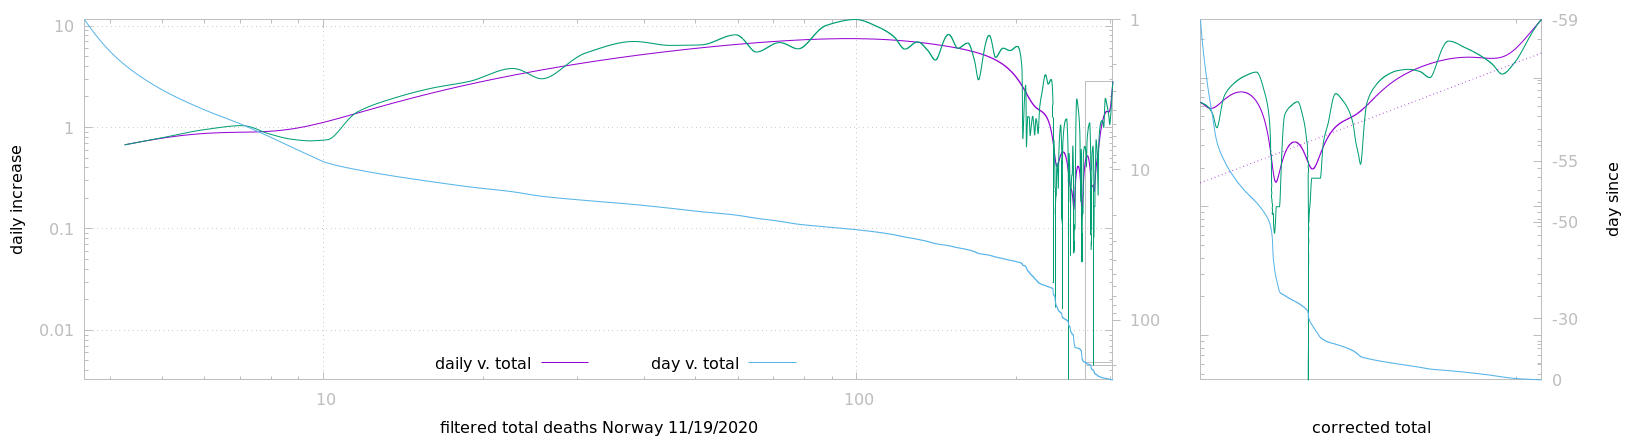 10
1
0.1
0.01
daily increase
daily v. total
day v. total
10
100
filtered total deaths Norway 11/19/2020
1
10
100
-59
-55
-50
-30
0
day since
corrected total